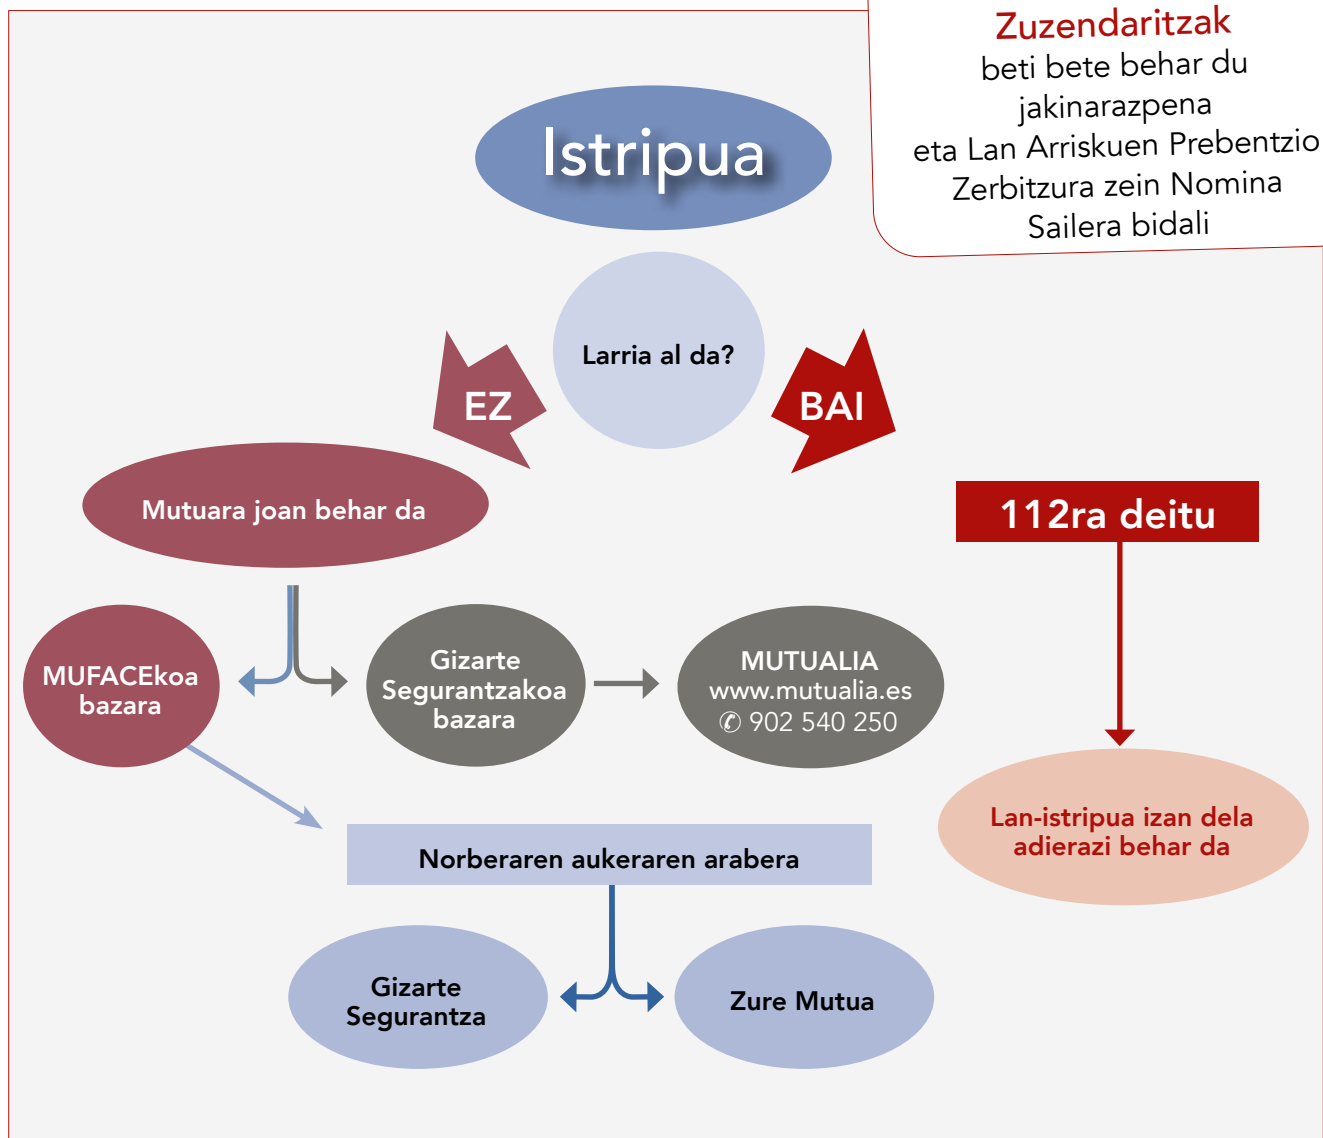 Zuzendaritzak
beti bete behar du
jakinarazpena
eta Lan Arriskuen Prebentzio
Zerbitzura zein Nomina
Sailera bidali
Istripua
Larria al da?
EZ
BAI
Mutuara joan behar da
112ra deitu
MUFACEkoa
bazara
Gizarte
Segurantzakoa
bazara
MUTUALIA
www.mutualia.es
✆ 902 540 250
Lan-istripua izan dela
adierazi behar da
Norberaren aukeraren arabera
Gizarte
Segurantza
Zure Mutua